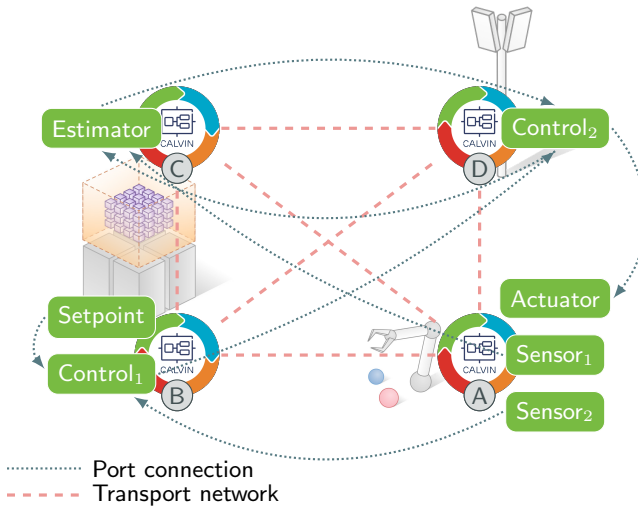 Estimator
CALVIN
C
CALVIN
D
Control₂
Setpoint
Control₁
CALVIN
B
Actuator
CALVIN
A
Sensor₁
Sensor₂
Port connection
Transport network